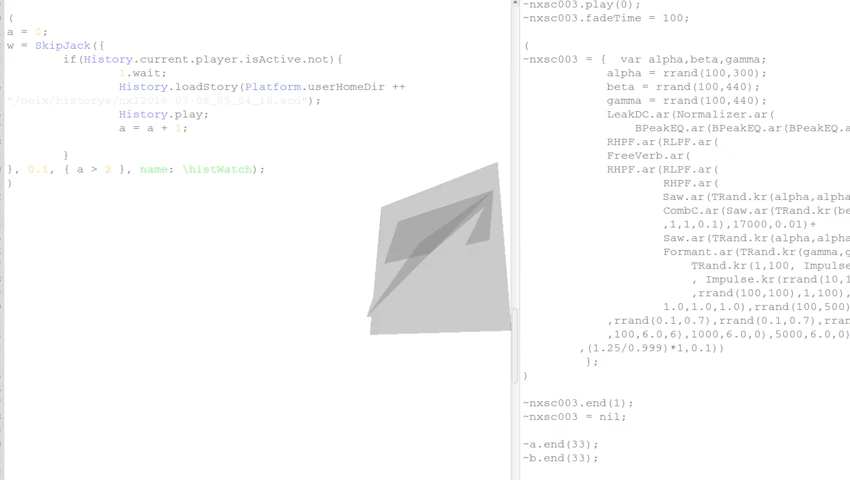 (
a = 0;
w = SkipJack({
if(History.current.player.isActive.not){
1.wait;
History.loadStory(Platform.userHomeDir ++
"/neix/historys/nx12016-07-08_05_04_18.scd");
History.play;
a = a + 1;
}
}, 0.1, { a > 2 }, name: \histWatch);
)
~nxsc003.play(0);
~nxsc003.fadeTime = 100;
(
~nxsc003 = {  var alpha,beta,gamma;
alpha = rrand(100,300);
beta = rrand(100,440);
gamma = rrand(100,440);
LeakDC.ar(Normalizer.ar(
BPeakEQ.ar(BPeakEQ.ar(BPeakEQ.a
RHPF.ar(RLPF.ar(
FreeVerb.ar(
RHPF.ar(RLPF.ar(
RHPF.ar(
Saw.ar(TRand.kr(alpha,alpha
CombC.ar(Saw.ar(TRand.kr(be
,1,1,0.1),17000,0.01)+
Saw.ar(TRand.kr(alpha,alpha
Formant.ar(TRand.kr(gamma,g
TRand.kr(1,100, Impulse
, Impulse.kr(rrand(10,1
,rrand(100,100),1,100),
1.0,1.0,1.0),rrand(100,500)
,rrand(0.1,0.7),rrand(0.1,0.7),rran
,100,6.0,6),1000,6.0,0),5000,6.0,0)
,(1.25/0.999)*1,0.1))
};
)
~nxsc003.end(1);
~nxsc003 = nil;
~a.end(33);
~b.end(33);